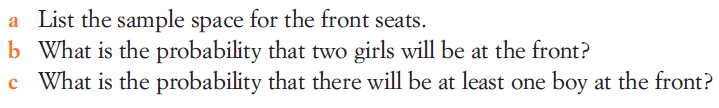 a List the sample space for the front seats.
b What is the probability that two girls will be at the front?
c What is the probability that there will be at least one boy at the front?